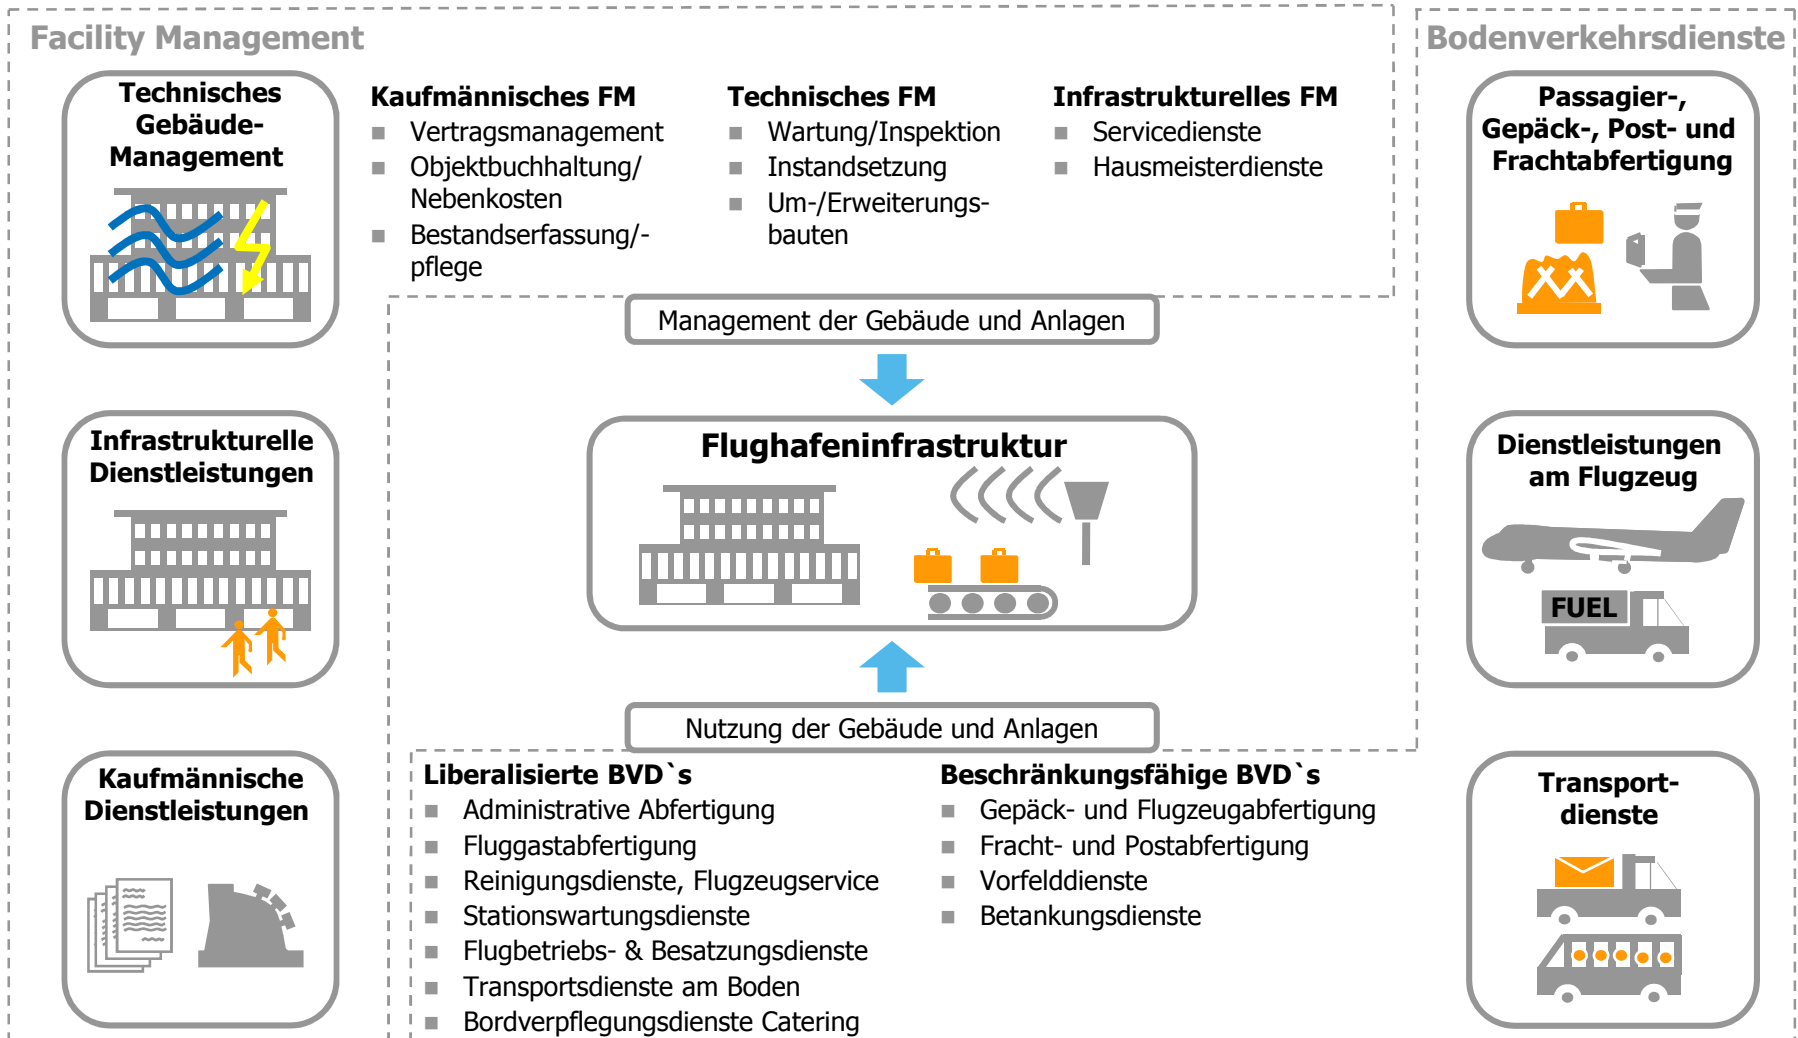 Facility Management
Bodenverkehrsdienste
Technisches
Gebäude-
Management
Kaufmännisches FM
Vertragsmanagement
Objektbuchhaltung/
Nebenkosten
Bestandserfassung/-
pflege
Technisches FM
Wartung/Inspektion
Instandsetzung
Um-/Erweiterungs-
bauten
Infrastrukturelles FM
Servicedienste
Hausmeisterdienste
Passagier-,
Gepäck-, Post- und
Frachtabfertigung
Management der Gebäude und Anlagen
Infrastrukturelle
Dienstleistungen
Flughafeninfrastruktur
Dienstleistungen
am Flugzeug
FUEL
Nutzung der Gebäude und Anlagen
Kaufmännische
Dienstleistungen
Liberalisierte BVD`s
Administrative Abfertigung
Fluggastabfertigung
Reinigungsdienste, Flugzeugservice
Stationswartungsdienste
Flugbetriebs- & Besatzungsdienste
Transportsdienste am Boden
Bordverpflegungsdienste Catering
Beschränkungsfähige BVD`s
Gepäck- und Flugzeugabfertigung
Fracht- und Postabfertigung
Vorfelddienste
Betankungsdienste
Transport-
dienste